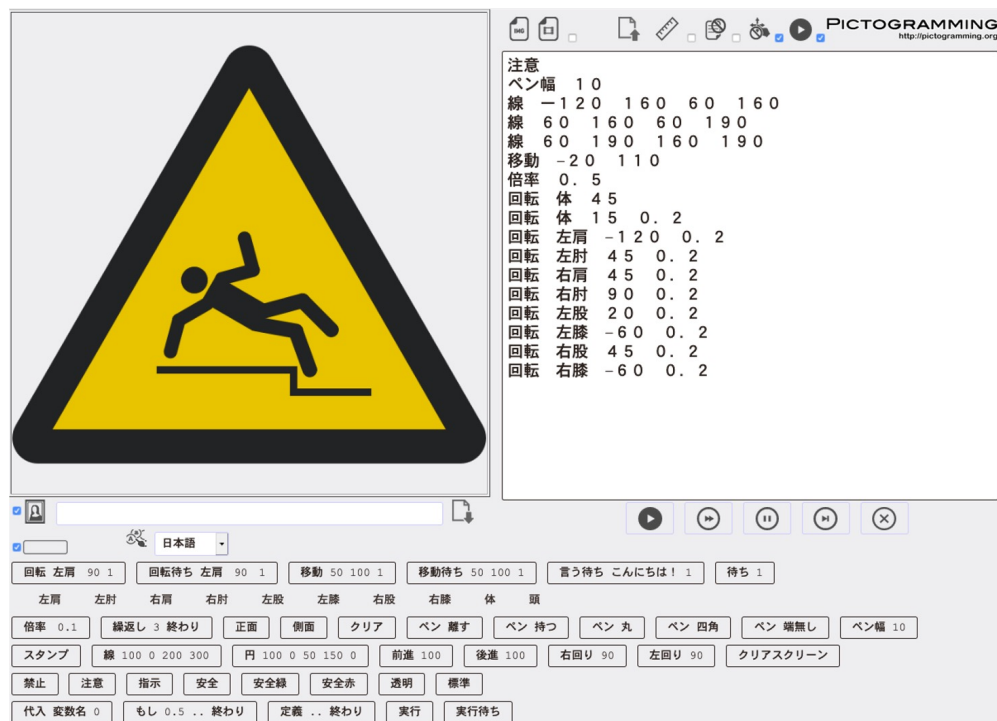 IMG
PICTOGRAMMING
http://pictogramming.org
注意
ペン幅 10
線 ー120 160 60 160
線 60 160 60 190
線 60 190 160 190
移動 −20 110
倍率 0．5
回転 体 45
回転 体 15 0．2
回転 左肩 −120 0．2
回転 左肘 45 0．2
回転 右肩 45 0．2
回転 右肘 90 0．2
回転 左股 20 0．2
回転 左膝 −60 0．2
回転 右股 45 0．2
回転 右膝 −60 0．2
日本語
回転 左肩 90 1 回転待ち 左肩 90 1 移動 50 100 1 移動待ち 50 100 1 言う待ち こんにちは！ 1 待ち 1
左肩 左肘 右肩 右肘 左股 左膝 右股 右膝 体 頭
倍率 0.1 繰返し 3 終わり 正面 側面 クリア ペン 離す ペン 持つ ペン 丸 ペン 四角 ペン 端無し ペン幅 10
スタンプ 線 100 0 200 300 円 100 0 50 150 0 前進 100 後進 100 右回り 90 左回り 90 クリアスクリーン
禁止 注意 指示 安全 安全緑 安全赤 透明 標準
代入 変数名 0 もし 0.5 .. 終わり 定義 .. 終わり 実行 実行待ち